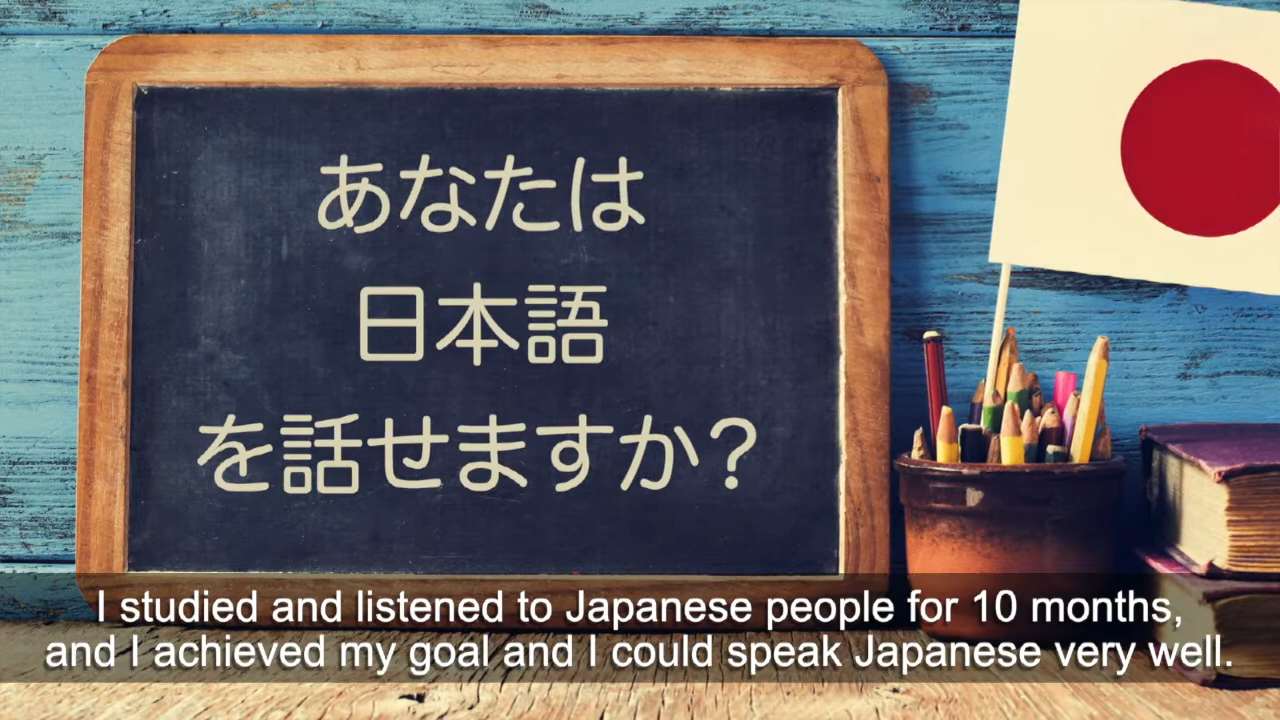 あなたは
日本語
を話せますか?
I studied and listened to Japanese people for 10 months,
and I achieved my goal and I could speak Japanese very well.